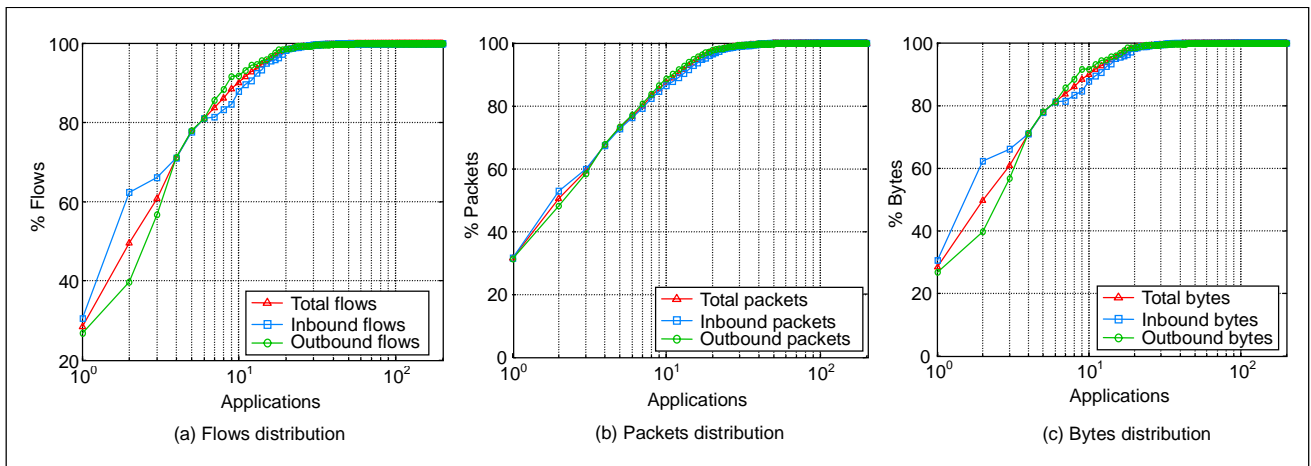 100
80
60
40
20
% Flows
Total flows
Inbound flows
Outbound flows
10^0
10^1
10^2
Applications
(a) Flows distribution
100
80
60
40
20
0
% Packets
Total packets
Inbound packets
Outbound packets
10^0
10^1
10^2
Applications
(b) Packets distribution
100
80
60
40
20
0
% Bytes
Total bytes
Inbound bytes
Outbound bytes
10^0
10^1
10^2
Applications
(c) Bytes distribution